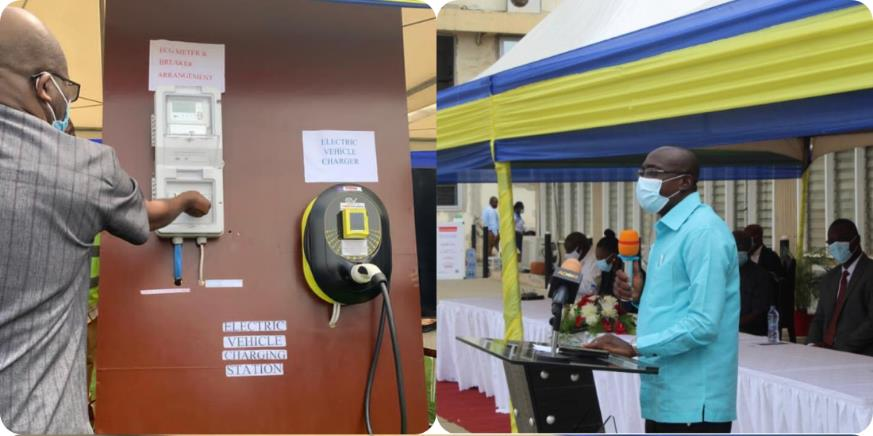 ECG METER &
BREAKER
ARRANGEMENT
ELECTRIC
VEHICLE
CHARGER
ELECTRIC
VEHICLE
CHARGING
STATION